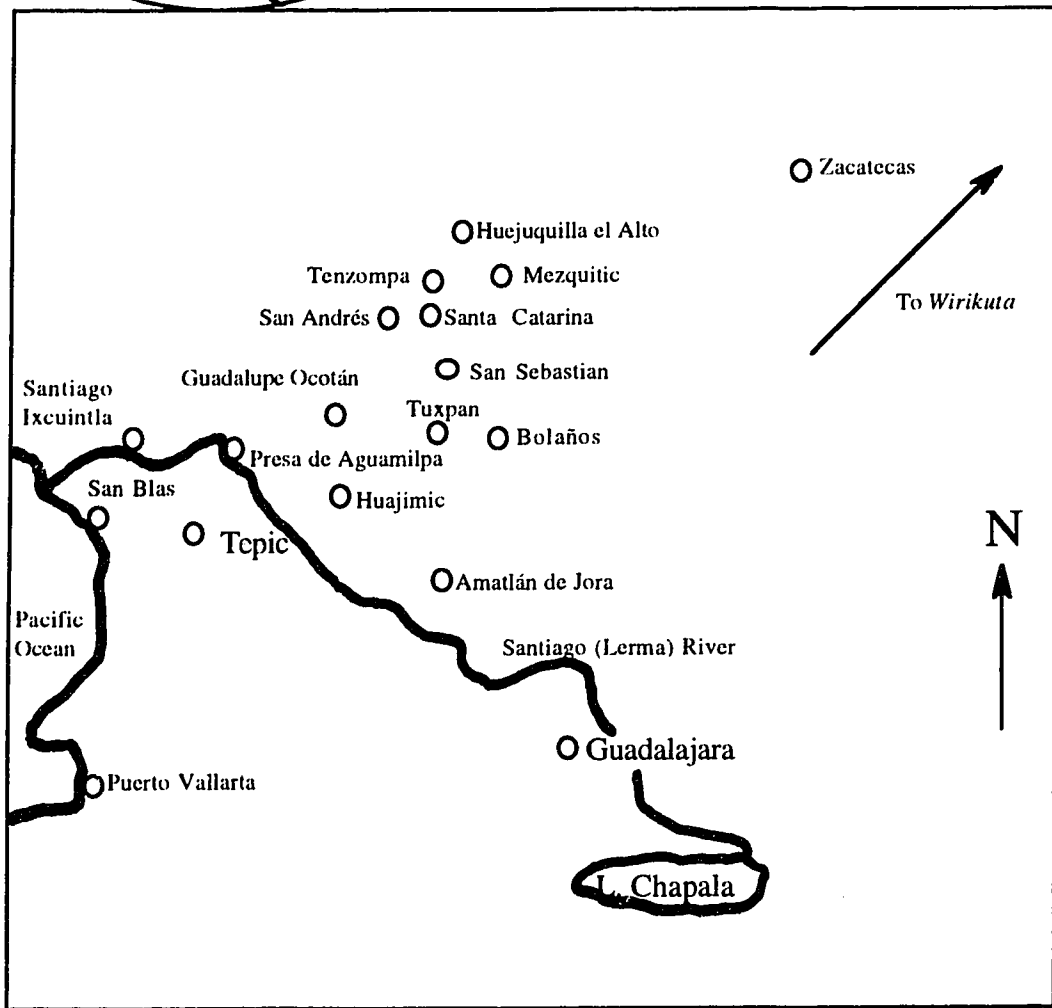 Zacatecas
Huejuquilla el Alto
Tenzompa
Mezquitic
San Andrés
Santa Catarina
To Wirikuta
San Sebastian
Guadalupe Ocotán
Santiago
Ixcuintla
Tuxpan
Bolaños
Presa de Aguamilpa
San Blas
Huajimic
Tepic
N
Amatlán de Jora
Pacific
Ocean
Santiago (Lerma) River
Guadalajara
Puerto Vallarta
L. Chapala